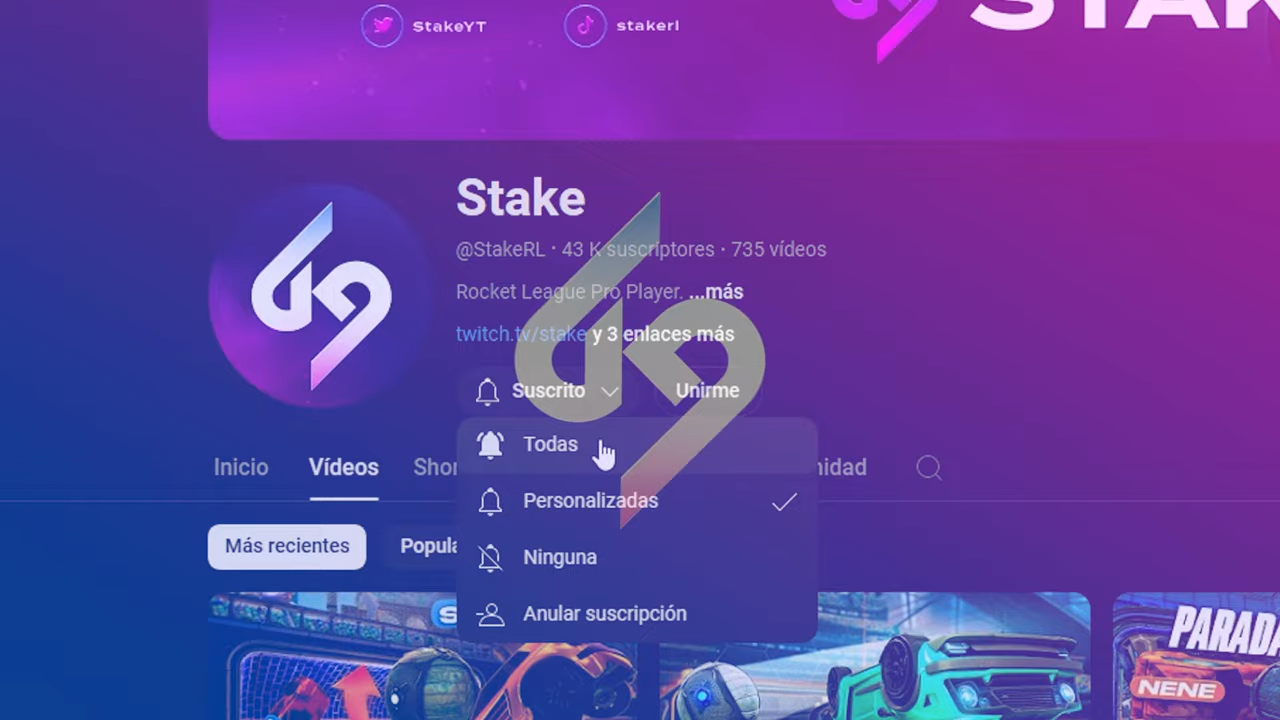 StakeYT
stakerl
STAK
Stake
@StakeRL · 43 K suscriptores · 735 vídeos
Rocket League Pro Player. ...más
twitch.tv/stake y 3 enlaces más
Suscrito
Unirme
Todas
Inicio
Vídeos
Shor
nidad
Personalizadas
Más recientes
Popula
Ninguna
Anular suscripción
PARADA
NENE